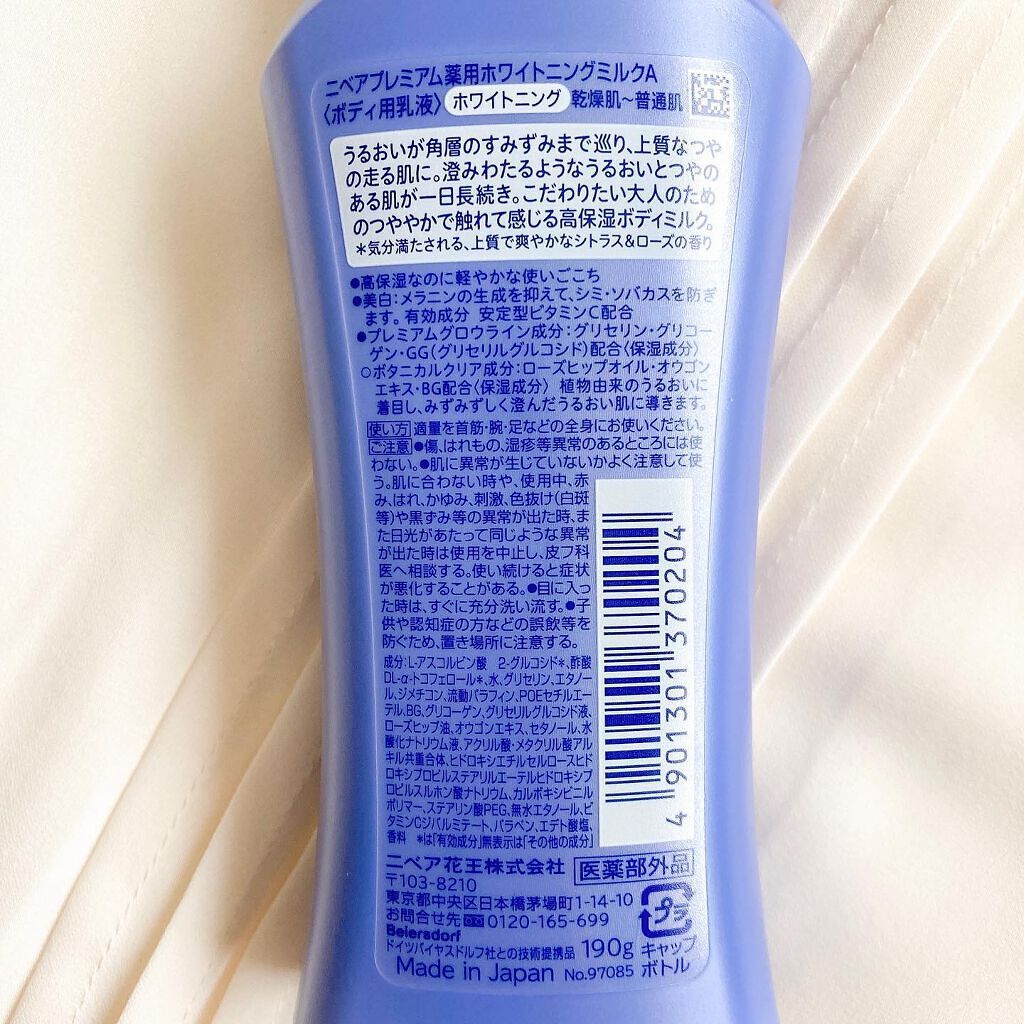 ニベアプレミアム薬用ホワイトニングミルクA
〈ボディ用乳液〉 ホワイトニング 乾燥肌〜普通肌
うるおいが角層のすみずみまで巡り、上質なつや
の走る肌に。澄みわたるようなうるおいとつやの
ある肌が一日長続き。こだわりたい大人のため
のつややかで触れて感じる高保湿ボディミルク。
*気分満たされる、上質で爽やかなシトラス&ローズの香り
●高保湿なのに軽やかな使いごこち
●美白:メラニンの生成を抑えて、シミ・ソバカスを防ぎ
ます。有効成分 安定型ビタミンC配合
●プレミアムグロウライン成分:グリセリン・グリコー
ゲン・GG(グリセリルグルコシド)配合〈保湿成分〉
○ボタニカルクリア成分:ローズヒップオイル・オウゴン
エキス・BG配合〈保湿成分〉 植物由来のうるおいに
着目し、みずみずしく澄んだうるおい肌に導きます。
使い方 適量を首筋・腕・足などの全身にお使いください。
ご注意 ●傷、はれもの、湿疹等異常のあるところには使
わない。●肌に異常が生じていないかよく注意して使
う。肌に合わない時や、使用中、赤
み、はれ、かゆみ、刺激、色抜け(白斑
等)や黒ずみ等の異常が出た時、ま
た日光があたって同じような異常
が出た時は使用を中止し、皮フ科
医へ相談する。使い続けると症状
が悪化することがある。●目に入っ
た時は、すぐに充分洗い流す。●子
供や認知症の方などの誤飲等を
防ぐため、置き場所に注意する。
成分:L-アスコルビン酸 2-グルコシド*、酢酸
DL-α-トコフェロール*、水、グリセリン、エタノー
ル、ジメチコン、流動パラフィン、POEセチルエー
テル、BG、グリコーゲン、グリセリルグルコシド液、
ローズヒップ油、オウゴンエキス、セタノール、水
酸化ナトリウム液、アクリル酸・メタクリル酸アル
キル共重合体、ヒドロキシエチルセルロースヒド
ロキシプロピルステアリルエーテルヒドロキシプ
ロピルスルホン酸ナトリウム、カルボキシビニル
ポリマー、ステアリン酸PEG、無水エタノール、ビ
タミンCジパルミテート、パラベン、エデト酸塩、
香料 *は「有効成分」無表示は「その他の成分」
4 901301 370204
ニベア花王株式会社 医薬部外品
〒103-8210
東京都中央区日本橋茅場町1-14-10
お問合せ先 0120-165-699
Beiersdorf
ドイツバイヤスドルフ社との技術提携品 190g
Made in Japan No.97085
プラ
キャップ
ボトル